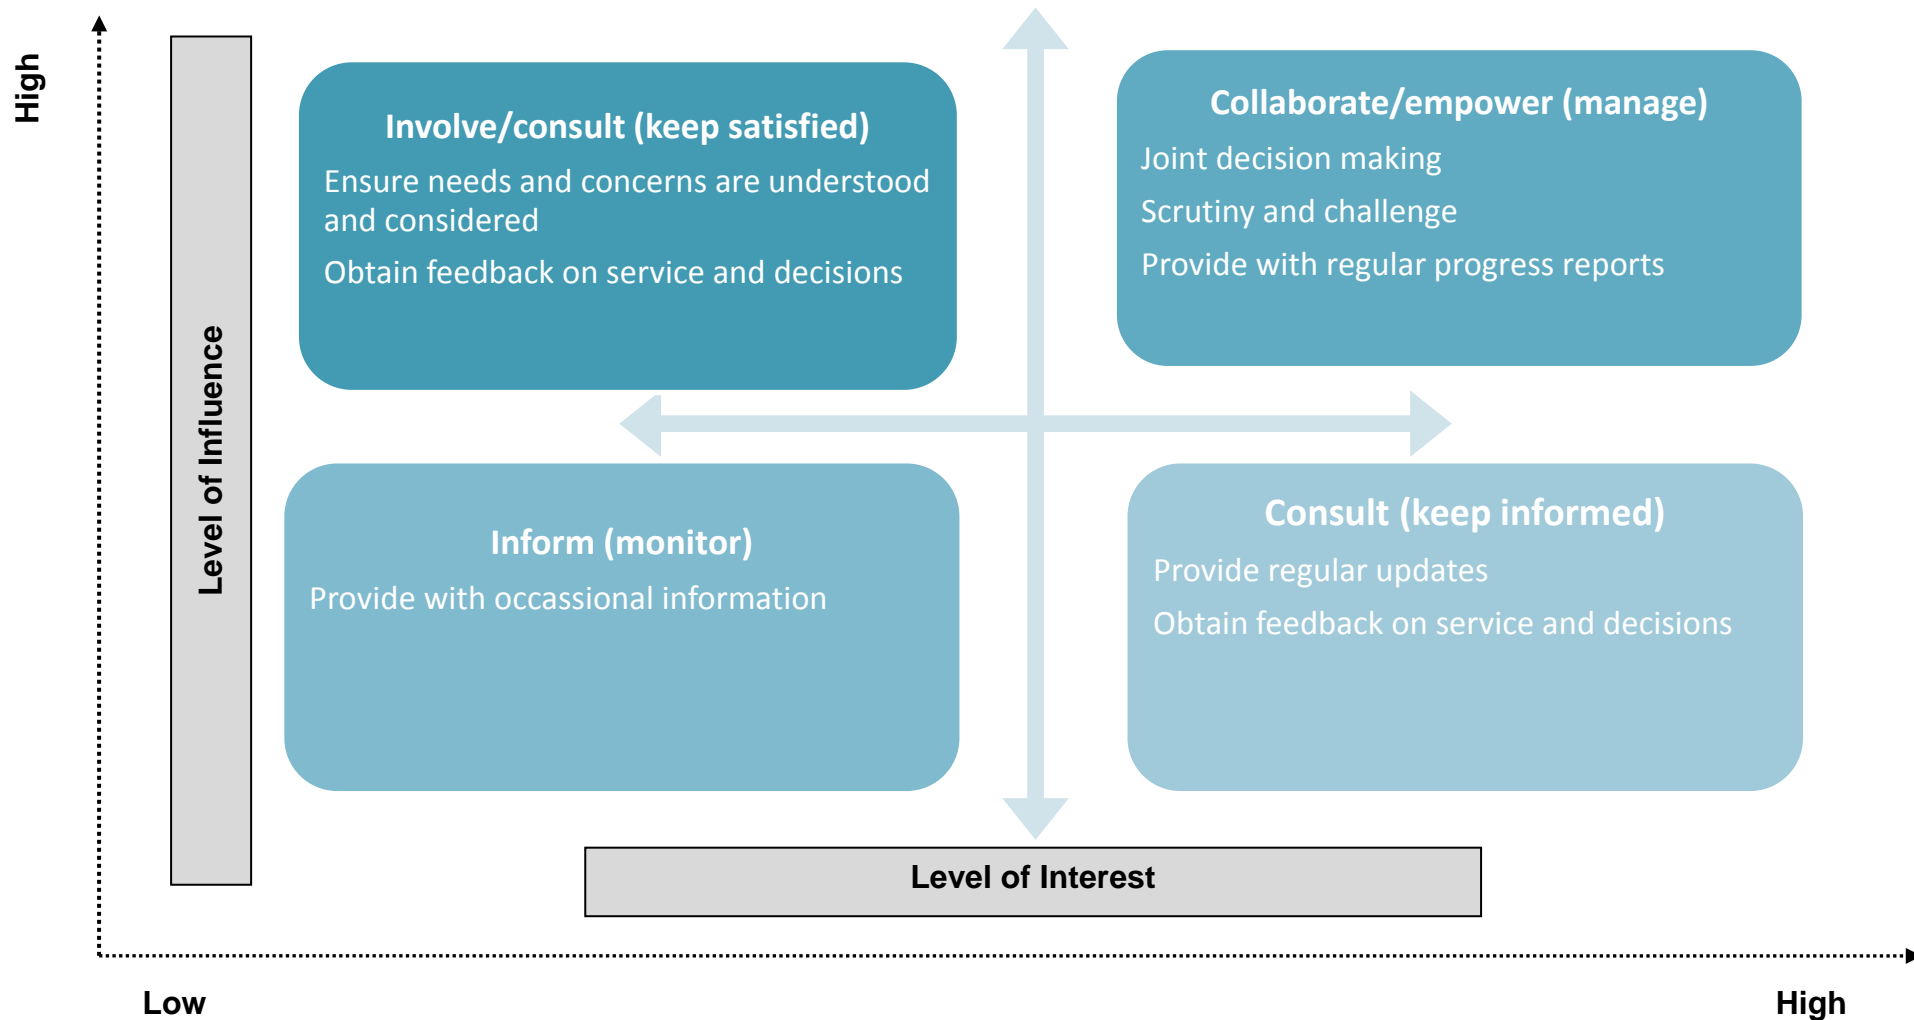 High
Level of Influence
Involve/consult (keep satisfied)
Ensure needs and concerns are understood
and considered
Obtain feedback on service and decisions
Collaborate/empower (manage)
Joint decision making
Scrutiny and challenge
Provide with regular progress reports
Inform (monitor)
Provide with occassional information
Consult (keep informed)
Provide regular updates
Obtain feedback on service and decisions
Level of Interest
Low
High